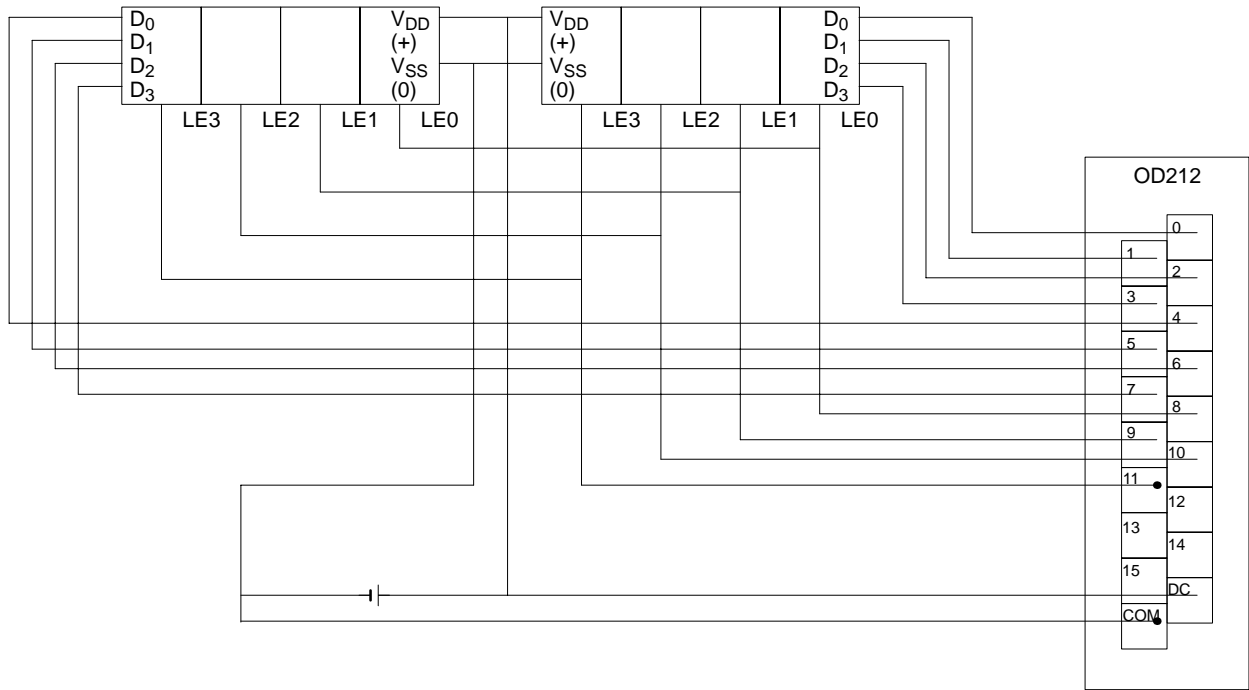 D0
D1
D2
D3
VDD
(+)
VSS
(0)
LE3 LE2 LE1 LE0
VDD
(+)
VSS
(0)
D0
D1
D2
D3
LE3 LE2 LE1 LE0
OD212
0
1
2
3
4
5
6
7
8
9
10
11
12
13
14
15
DC
COM